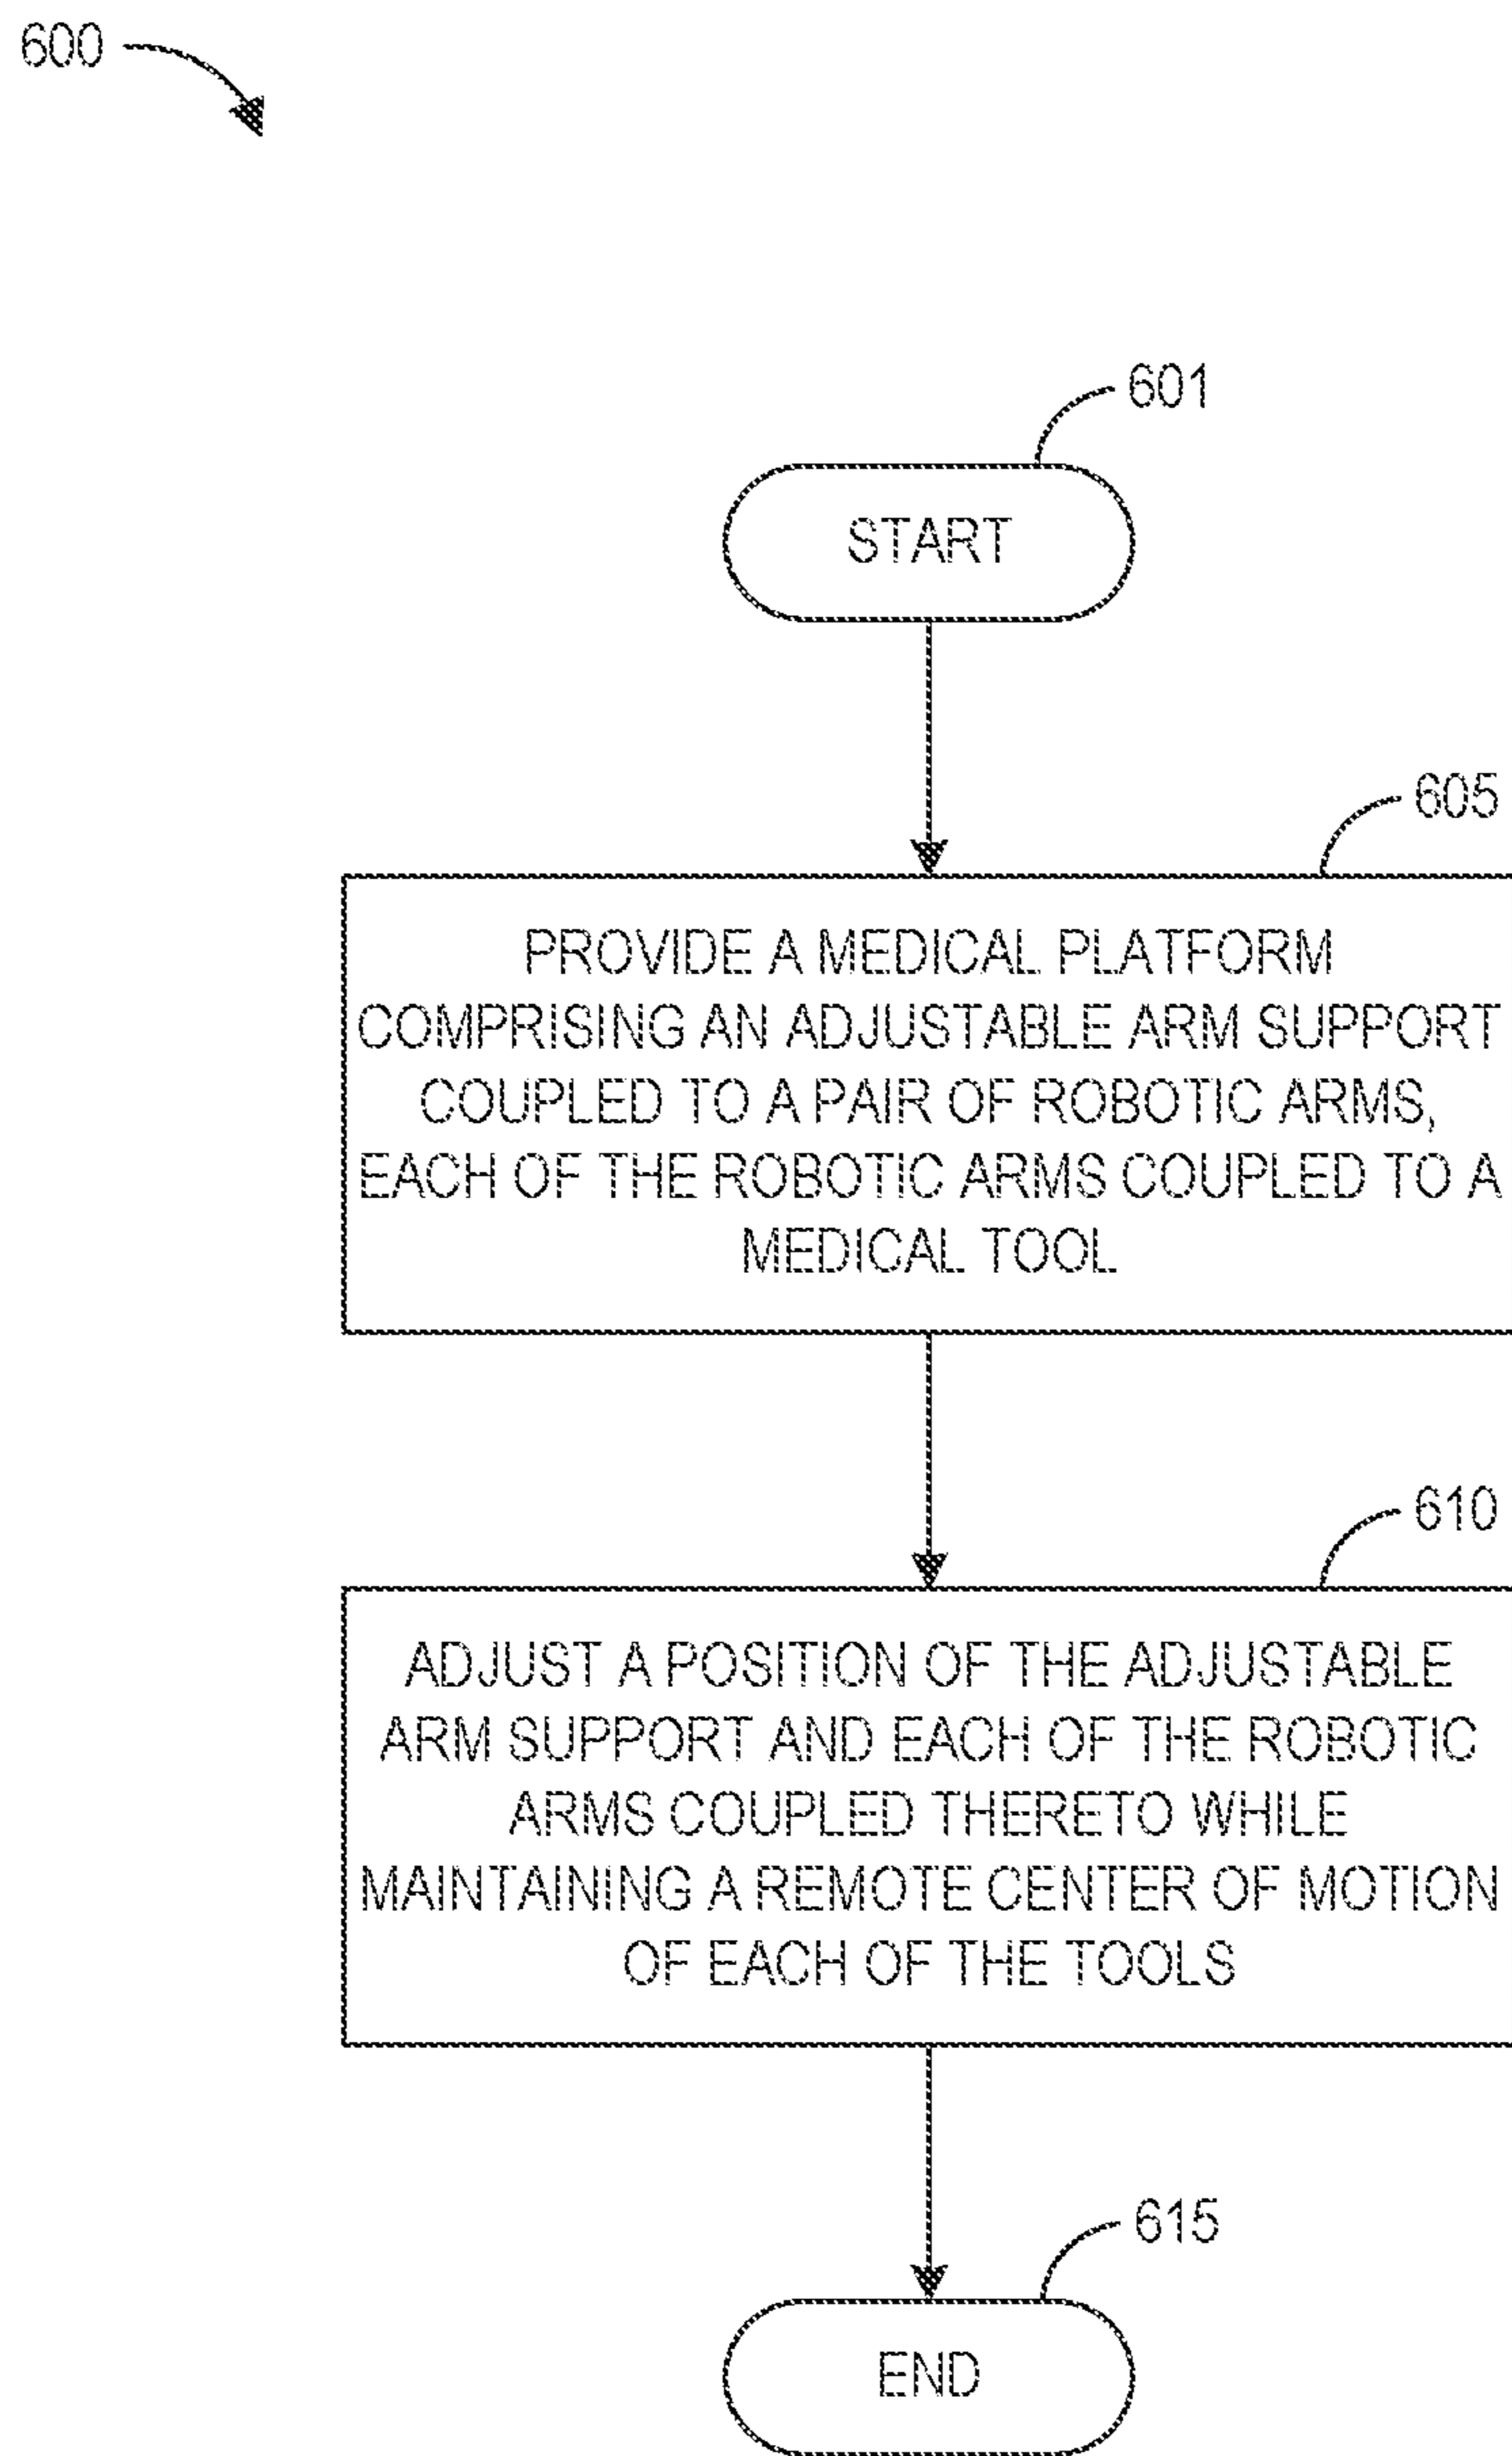 600
601
START
605
PROVIDE A MEDICAL PLATFORM
COMPRISING AN ADJUSTABLE ARM SUPPORT
COUPLED TO A PAIR OF ROBOTIC ARMS,
EACH OF THE ROBOTIC ARMS COUPLED TO A
MEDICAL TOOL
610
ADJUST A POSITION OF THE ADJUSTABLE
ARM SUPPORT AND EACH OF THE ROBOTIC
ARMS COUPLED THERETO WHILE
MAINTAINING A REMOTE CENTER OF MOTION
OF EACH OF THE TOOLS
615
END